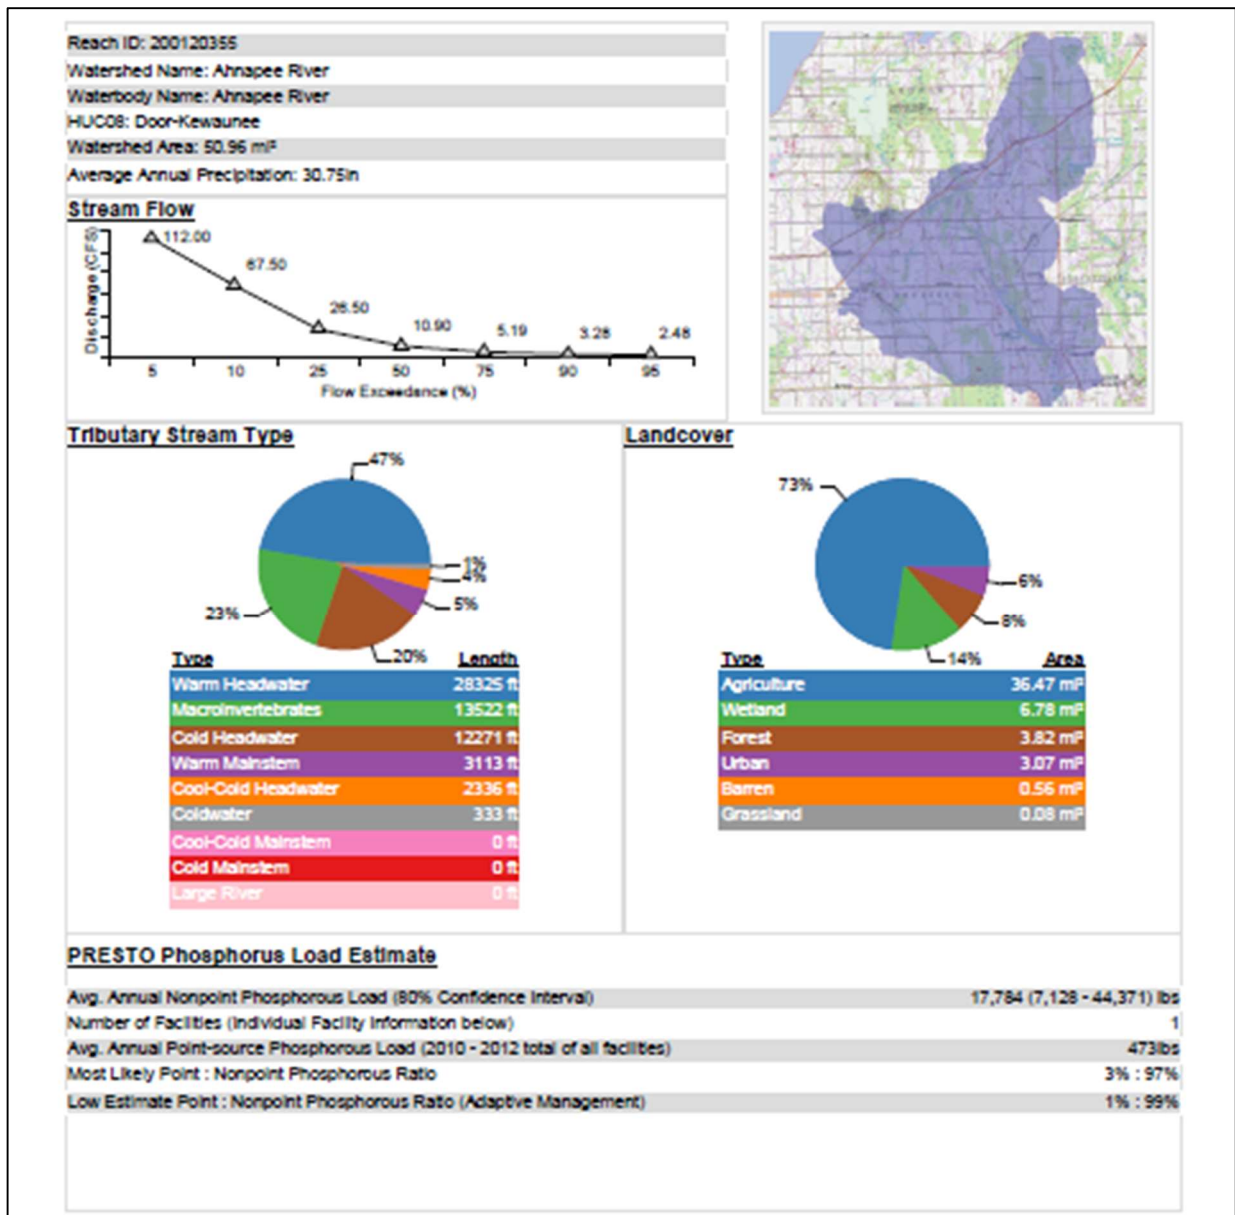 Reach ID: 200120355
Watershed Name: Ahnapee River
Waterbody Name: Ahnapee River
HUC08: Door-Kewaunee
Watershed Area: 50.96 mi²
Average Annual Precipitation: 30.75in
Stream Flow
Discharge (CFS)
112.00
67.50
26.50
10.90
5.19
3.28
2.48
5 10 25 50 75 90 95
Flow Exceedance (%)
Tributary Stream Type
47%
1%
4%
5%
23%
20%
Type Length
Warm Headwater 28325 ft
Macroinvertebrates 13522 ft
Cold Headwater 12271 ft
Warm Mainstem 3113 ft
Cool-Cold Headwater 2336 ft
Coldwater 333 ft
Cool-Cold Mainstem 0 ft
Cold Mainstem 0 ft
Large River 0 ft
Landcover
73%
6%
8%
14%
Type Area
Agriculture 36.47 mi²
Wetland 6.78 mi²
Forest 3.82 mi²
Urban 3.07 mi²
Barren 0.56 mi²
Grassland 0.08 mi²
PRESTO Phosphorus Load Estimate
Avg. Annual Nonpoint Phosphorous Load (80% Confidence Interval) 17,784 (7,128 - 44,371) lbs
Number of Facilities (Individual Facility Information below) 1
Avg. Annual Point-source Phosphorous Load (2010 - 2012 total of all facilities) 473lbs
Most Likely Point : Nonpoint Phosphorous Ratio 3% : 97%
Low Estimate Point : Nonpoint Phosphorous Ratio (Adaptive Management) 1% : 99%